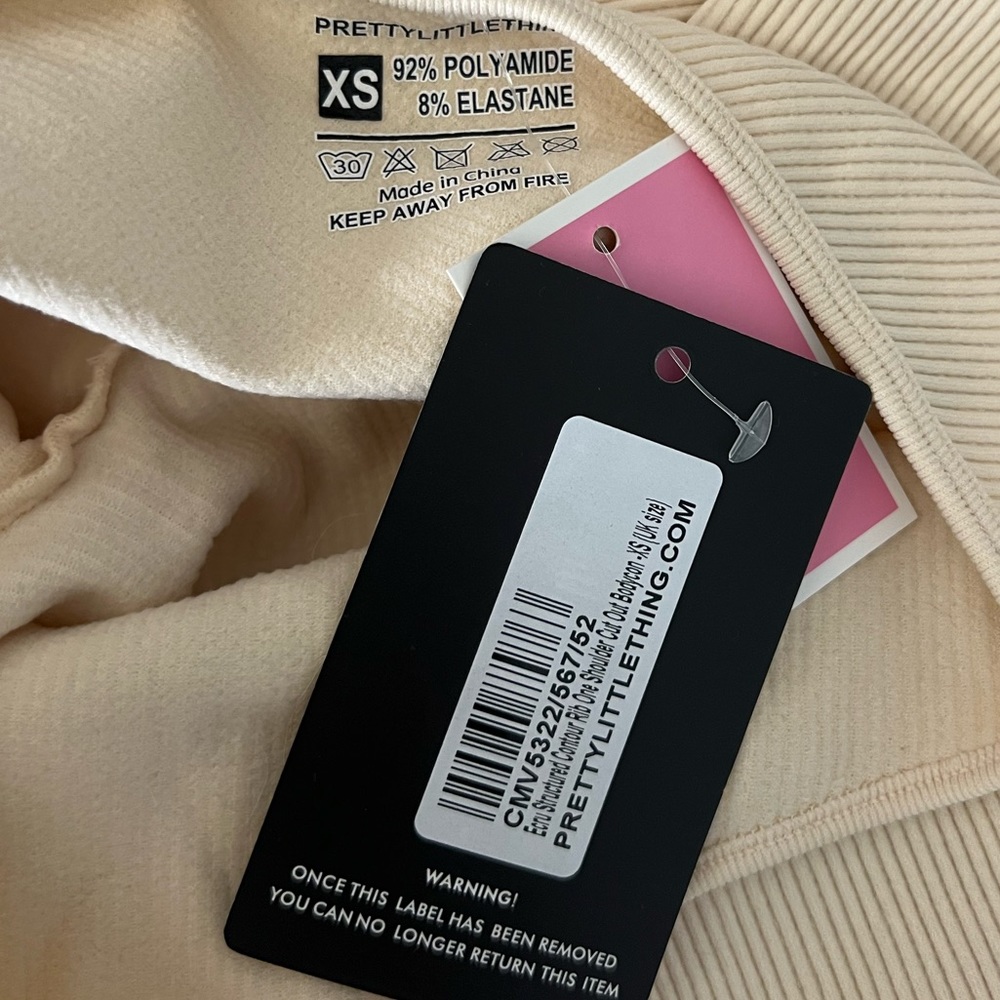 PRETTYLITTLETHIN
XS
92% POLYAMIDE
8% ELASTANE
30
Made in China
KEEP AWAY FROM FIRE
CMV5322/567/52
Ecru Structured Contour Rib One Shoulder Cut Out Bodycon -XS (UK size)
PRETTYLITTLETHING.COM
WARNING!
ONCE THIS LABEL HAS BEEN REMOVED
YOU CAN NO LONGER RETURN THIS ITEM